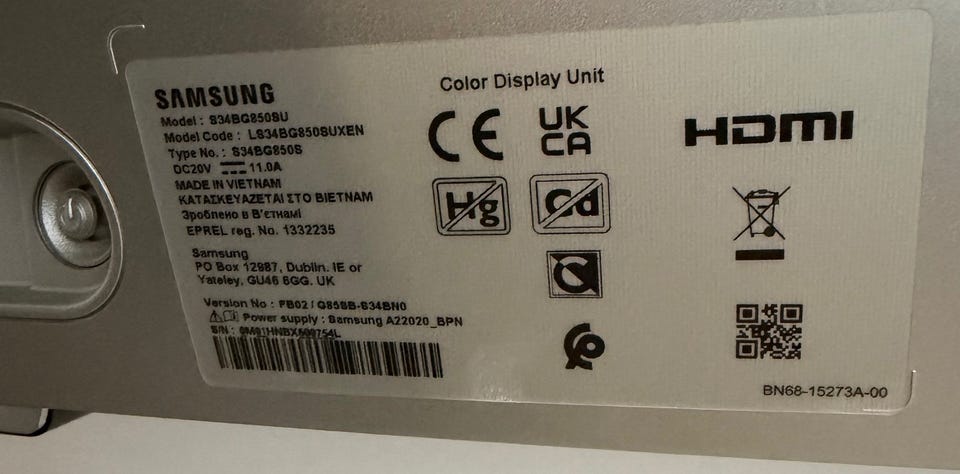 SAMSUNG
Model : S34BG850SU
Model Code : LS34BG850SUXEN
Type No. : S34BG850S
DC20V 11.0A
MADE IN VIETNAM
ΚΑΤΑΣΚΕΥΑΖΕΤΑΙ ΣΤΟ ΒΙΕΤΝΑΜ
Зроблено в В'єтнамі
EPREL reg. No. 1332235
Samsung
PO Box 12987, Dublin. IE or
Yateley, GU46 6GG. UK
Version No : FB02 / G85SB-S34BN0
Power supply : Samsung A22020_BPN
S/N :
Color Display Unit
CE
UK
CA
Hg
Cd
HDMI
BN68-15273A-00